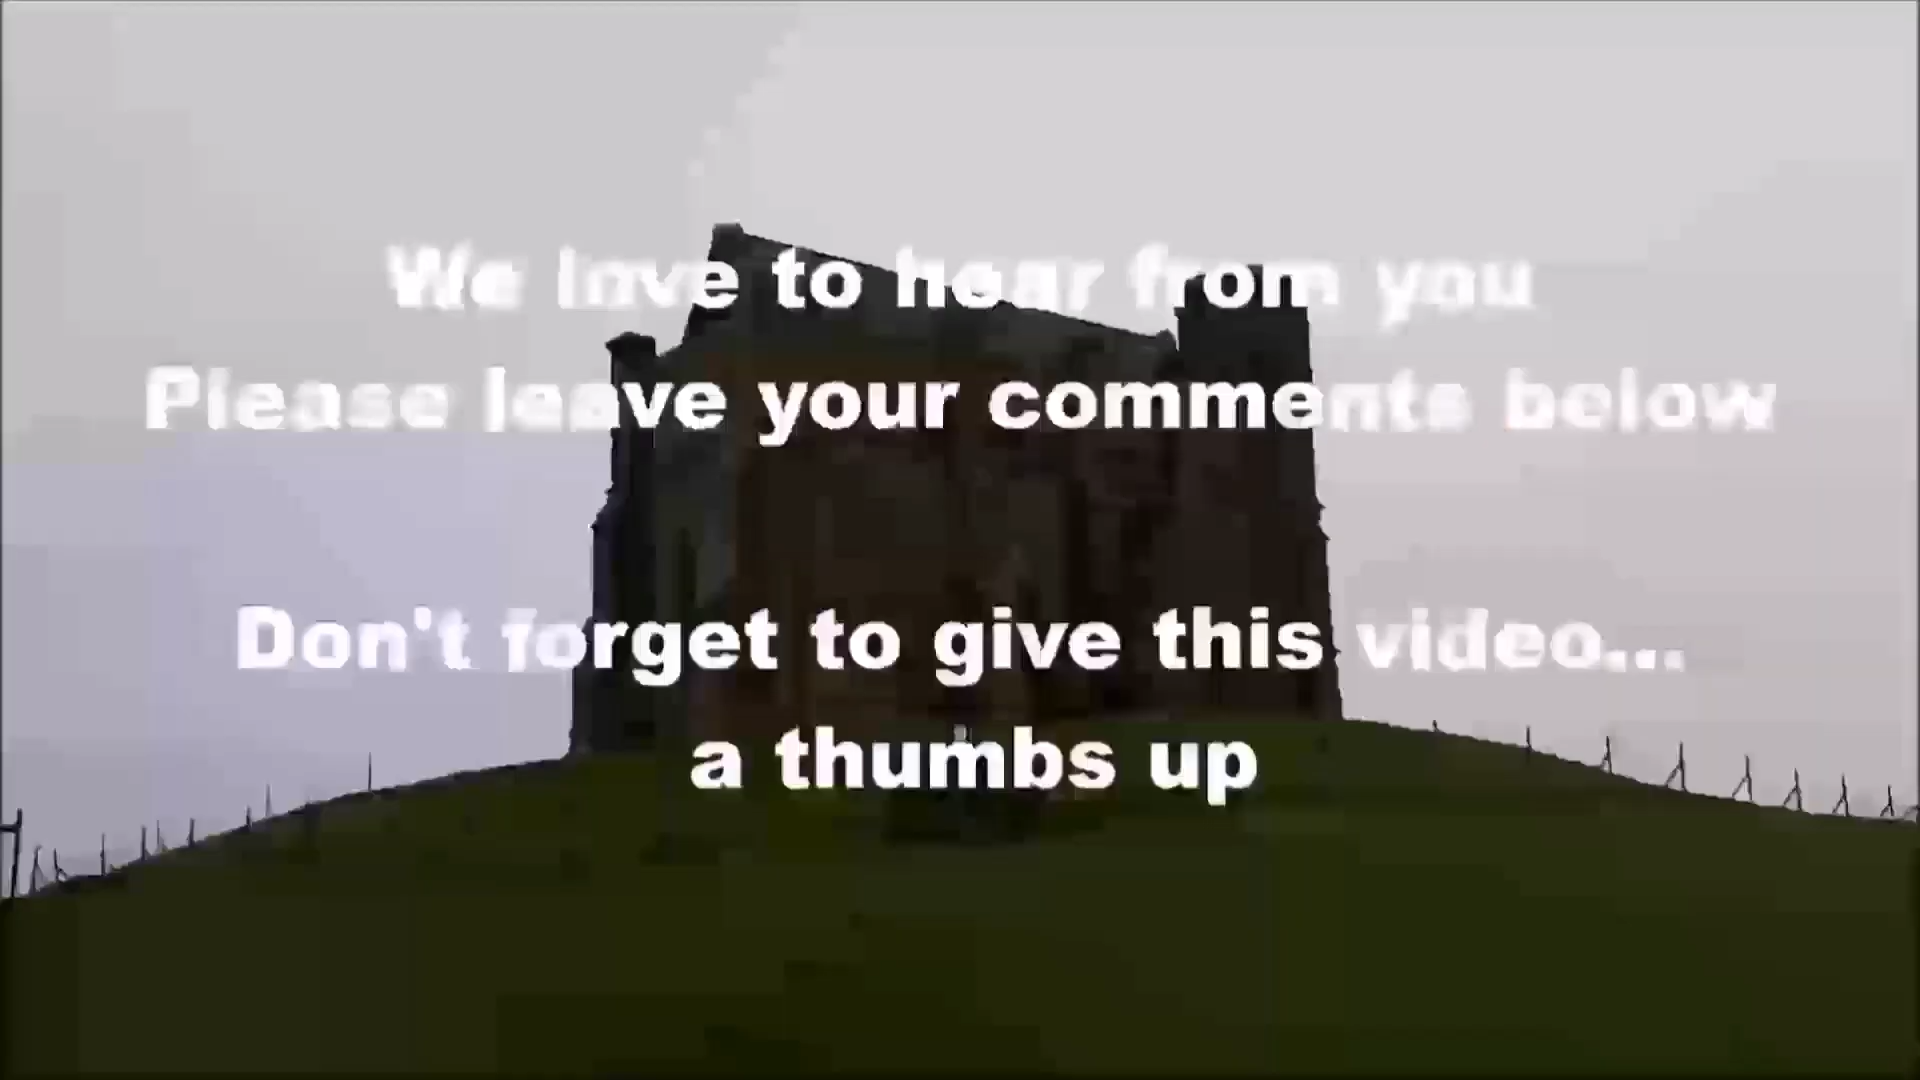 We love to hear from you
Please leave your comments below
Don't forget to give this video...
a thumbs up